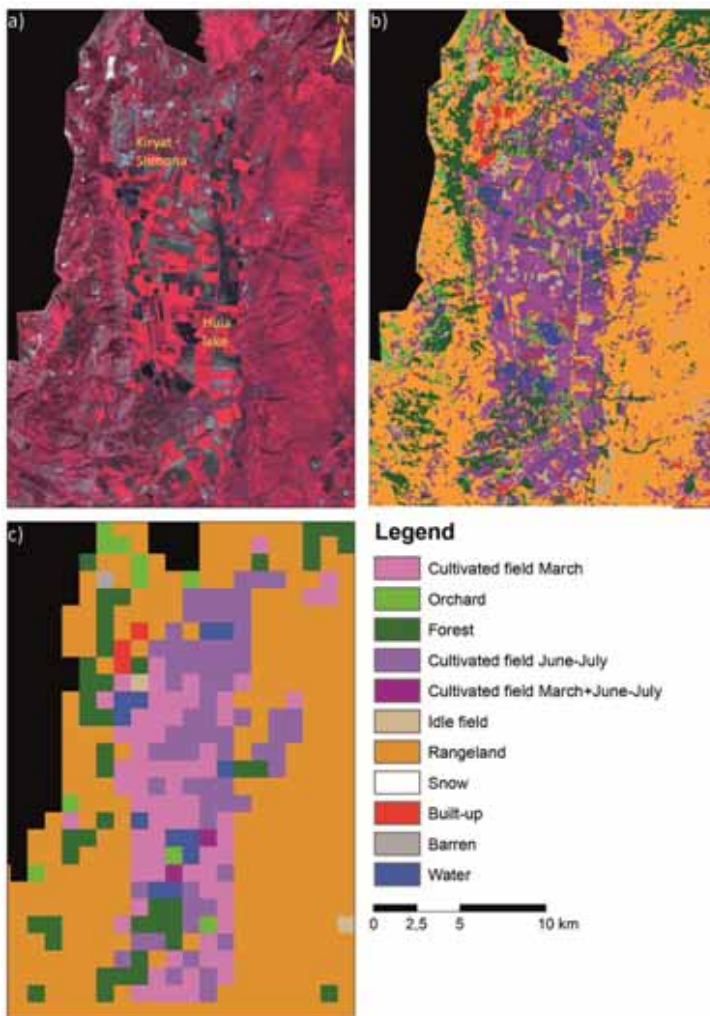 a)
N
Kiryat
Shmona
Hula
lake
b)
c)
Legend
Cultivated field March
Orchard
Forest
Cultivated field June-July
Cultivated field March+June-July
Idle field
Rangeland
Snow
Built-up
Barren
Water
0 2,5 5 10 km